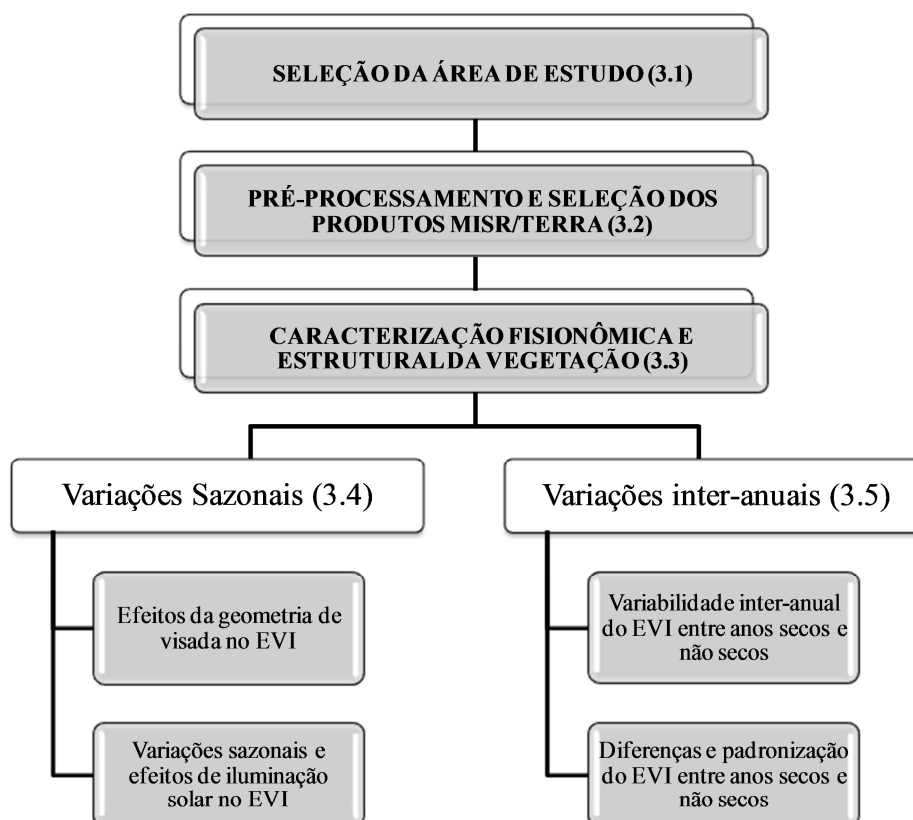 SELEÇÃO DA ÁREA DE ESTUDO (3.1)
PRÉ-PROCESSAMENTO E SELEÇÃO DOS
PRODUTOS MISR/TERRA (3.2)
CARACTERIZAÇÃO FISIONÔMICA E
ESTRUTURAL DA VEGETAÇÃO (3.3)
Variações Sazonais (3.4)
Efeitos da geometria de
visada no EVI
Variações sazonais e
efeitos de iluminação
solar no EVI
Variações inter-anuais (3.5)
Variabilidade inter-anual
do EVI entre anos secos e
não secos
Diferenças e padronização
do EVI entre anos secos e
não secos